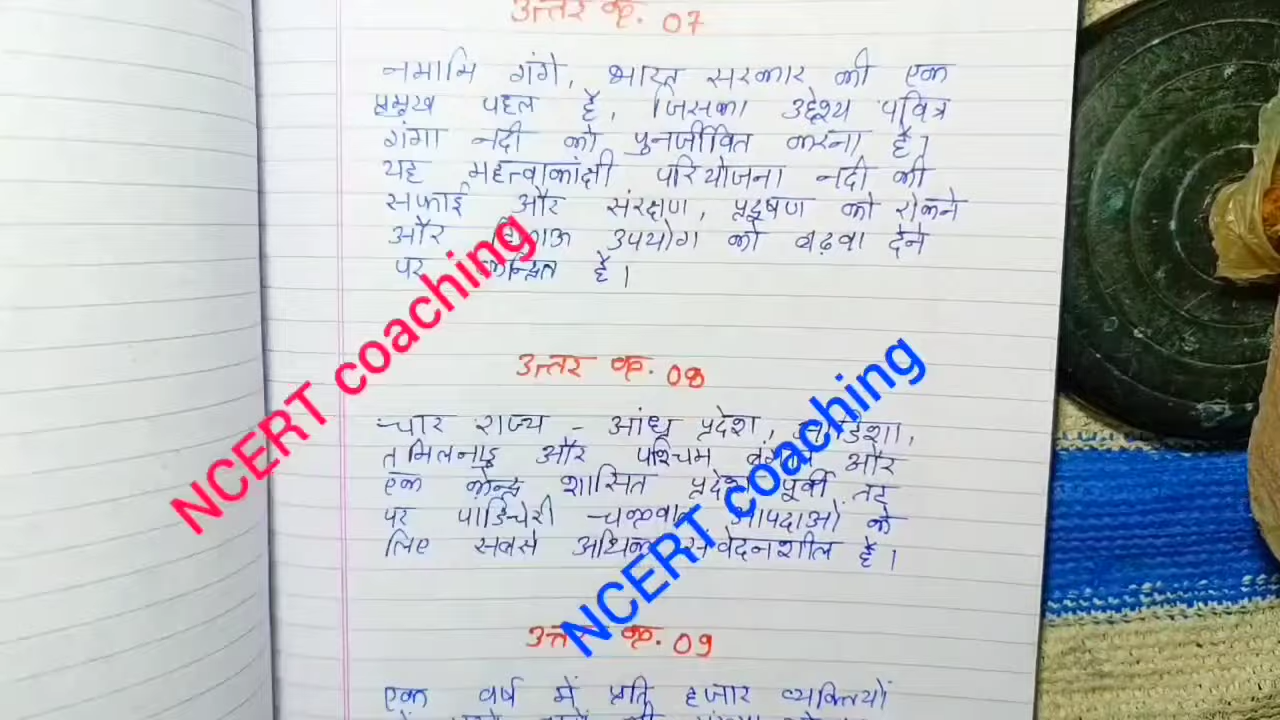 उत्तर क्र. 07
नमामि गंगे, भारत सरकार की एक
प्रमुख पहल है, जिसका उद्देश्य पवित्र
गंगा नदी को पुनर्जीवित करना है।
यह महत्वाकांक्षी परियोजना नदी की
सफाई और संरक्षण, प्रदूषण को रोकने
और टिकाऊ उपयोग को बढ़वा देने
पर केन्द्रित है।
NCERT coaching
उत्तर क्र. 08
चार राज्य - आंध्र प्रदेश, ओडिशा,
तमिलनाडु और पश्चिम बंगाल और
एक केन्द्र शासित प्रदेश पूर्वी तट
पर पांडिचेरी चक्रवात आपदाओं के
लिए सबसे अधिक संवेदनशील है।
NCERT coaching
उत्तर क्र. 09
एक वर्ष में प्रति हजार व्यक्तियों